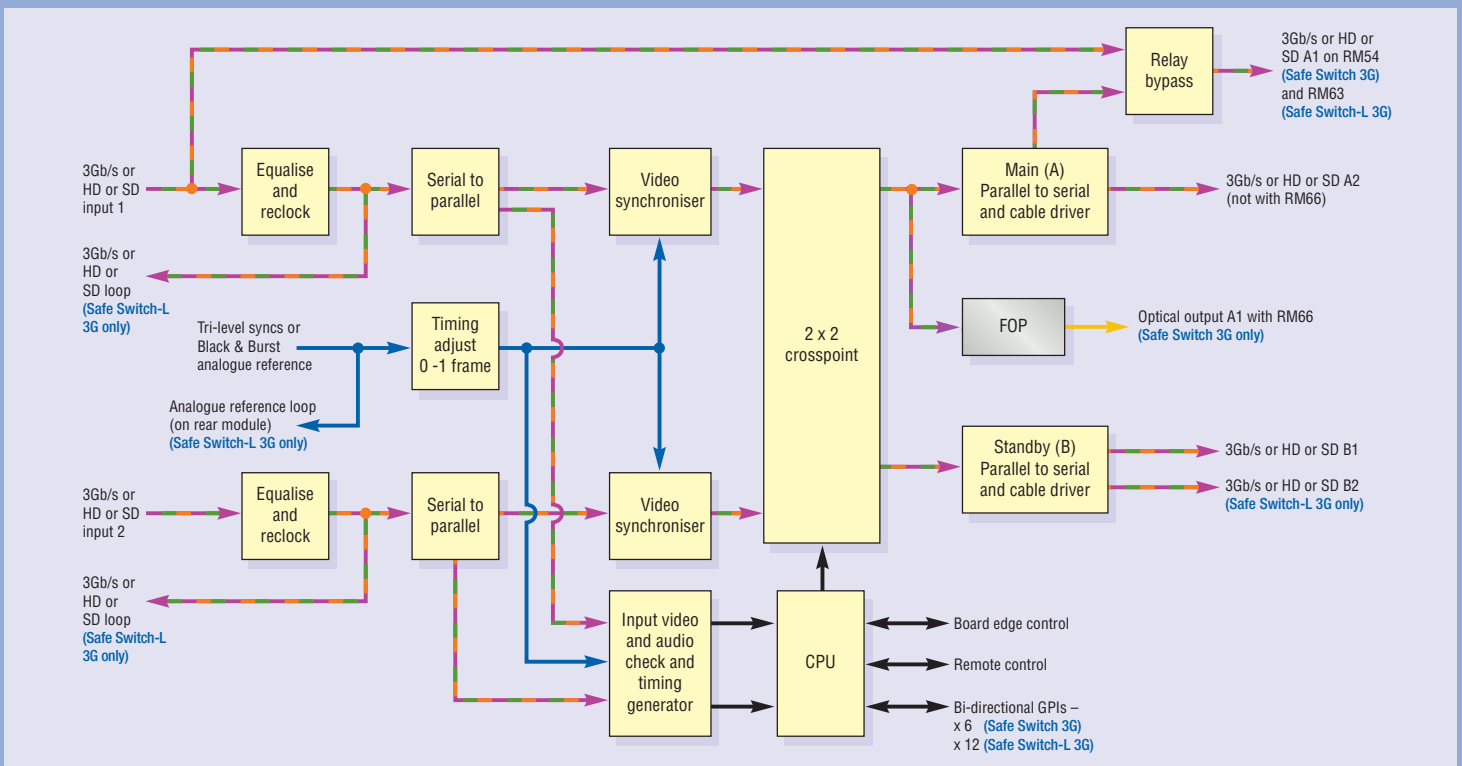 3Gb/s or HD or
SD A1 on RM54
(Safe Switch 3G)
and RM63
(Safe Switch-L 3G)
Relay
bypass
3Gb/s or
HD or SD
input 1
Equalise
and
reclock
Serial to
parallel
Video
synchroniser
Main (A)
Parallel to serial
and cable driver
3Gb/s or HD or SD A2
(not with RM66)
3Gb/s or
HD or
SD loop
(Safe Switch-L
3G only)
Tri-level syncs or
Black & Burst
analogue reference
Timing
adjust
0 -1 frame
2 x 2
crosspoint
FOP
Optical output A1 with RM66
(Safe Switch 3G only)
Analogue reference loop
(on rear module)
(Safe Switch-L 3G only)
3Gb/s or
HD or SD
input 2
Equalise
and
reclock
Serial to
parallel
Video
synchroniser
Standby (B)
Parallel to serial
and cable driver
3Gb/s or HD or SD B1
3Gb/s or HD or SD B2
(Safe Switch-L 3G only)
3Gb/s or
HD or
SD loop
(Safe Switch-L
3G only)
Input video
and audio
check and
timing
generator
CPU
Board edge control
Remote control
Bi-directional GPIs –
x 6 (Safe Switch 3G)
x 12 (Safe Switch-L 3G)